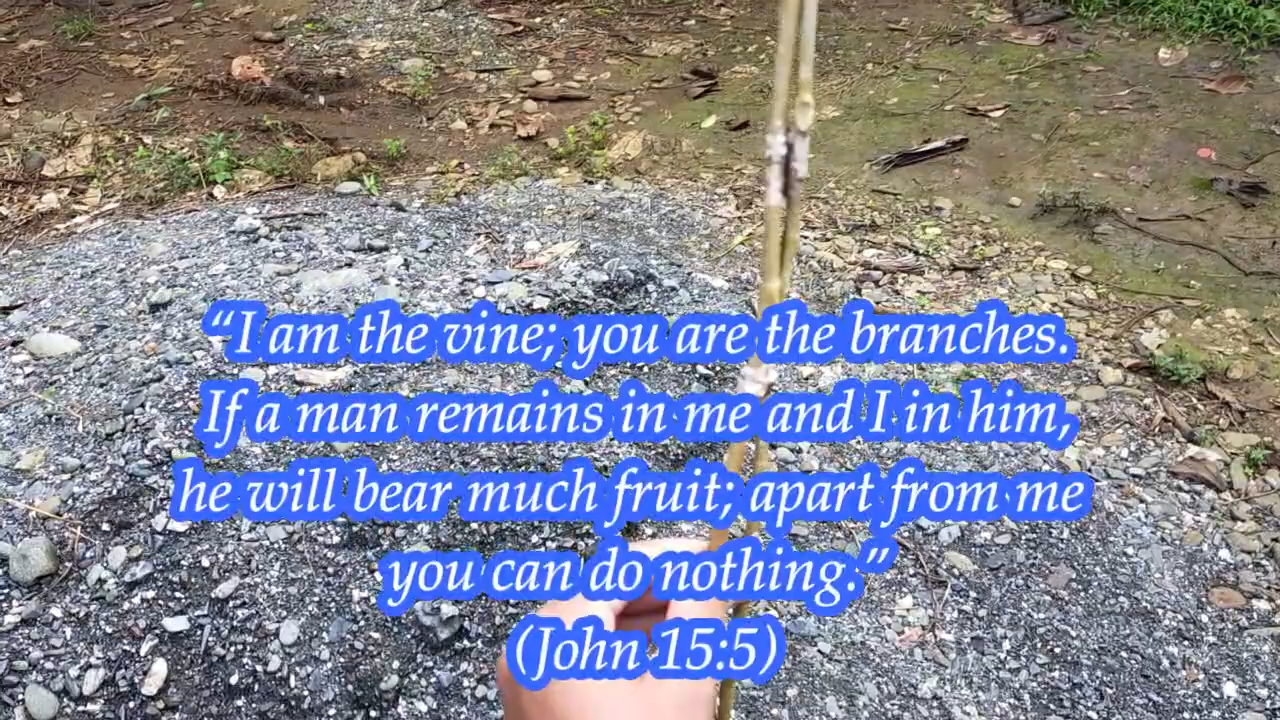 “I am the vine; you are the branches.
If a man remains in me and I in him,
he will bear much fruit; apart from me
you can do nothing.”
(John 15:5)